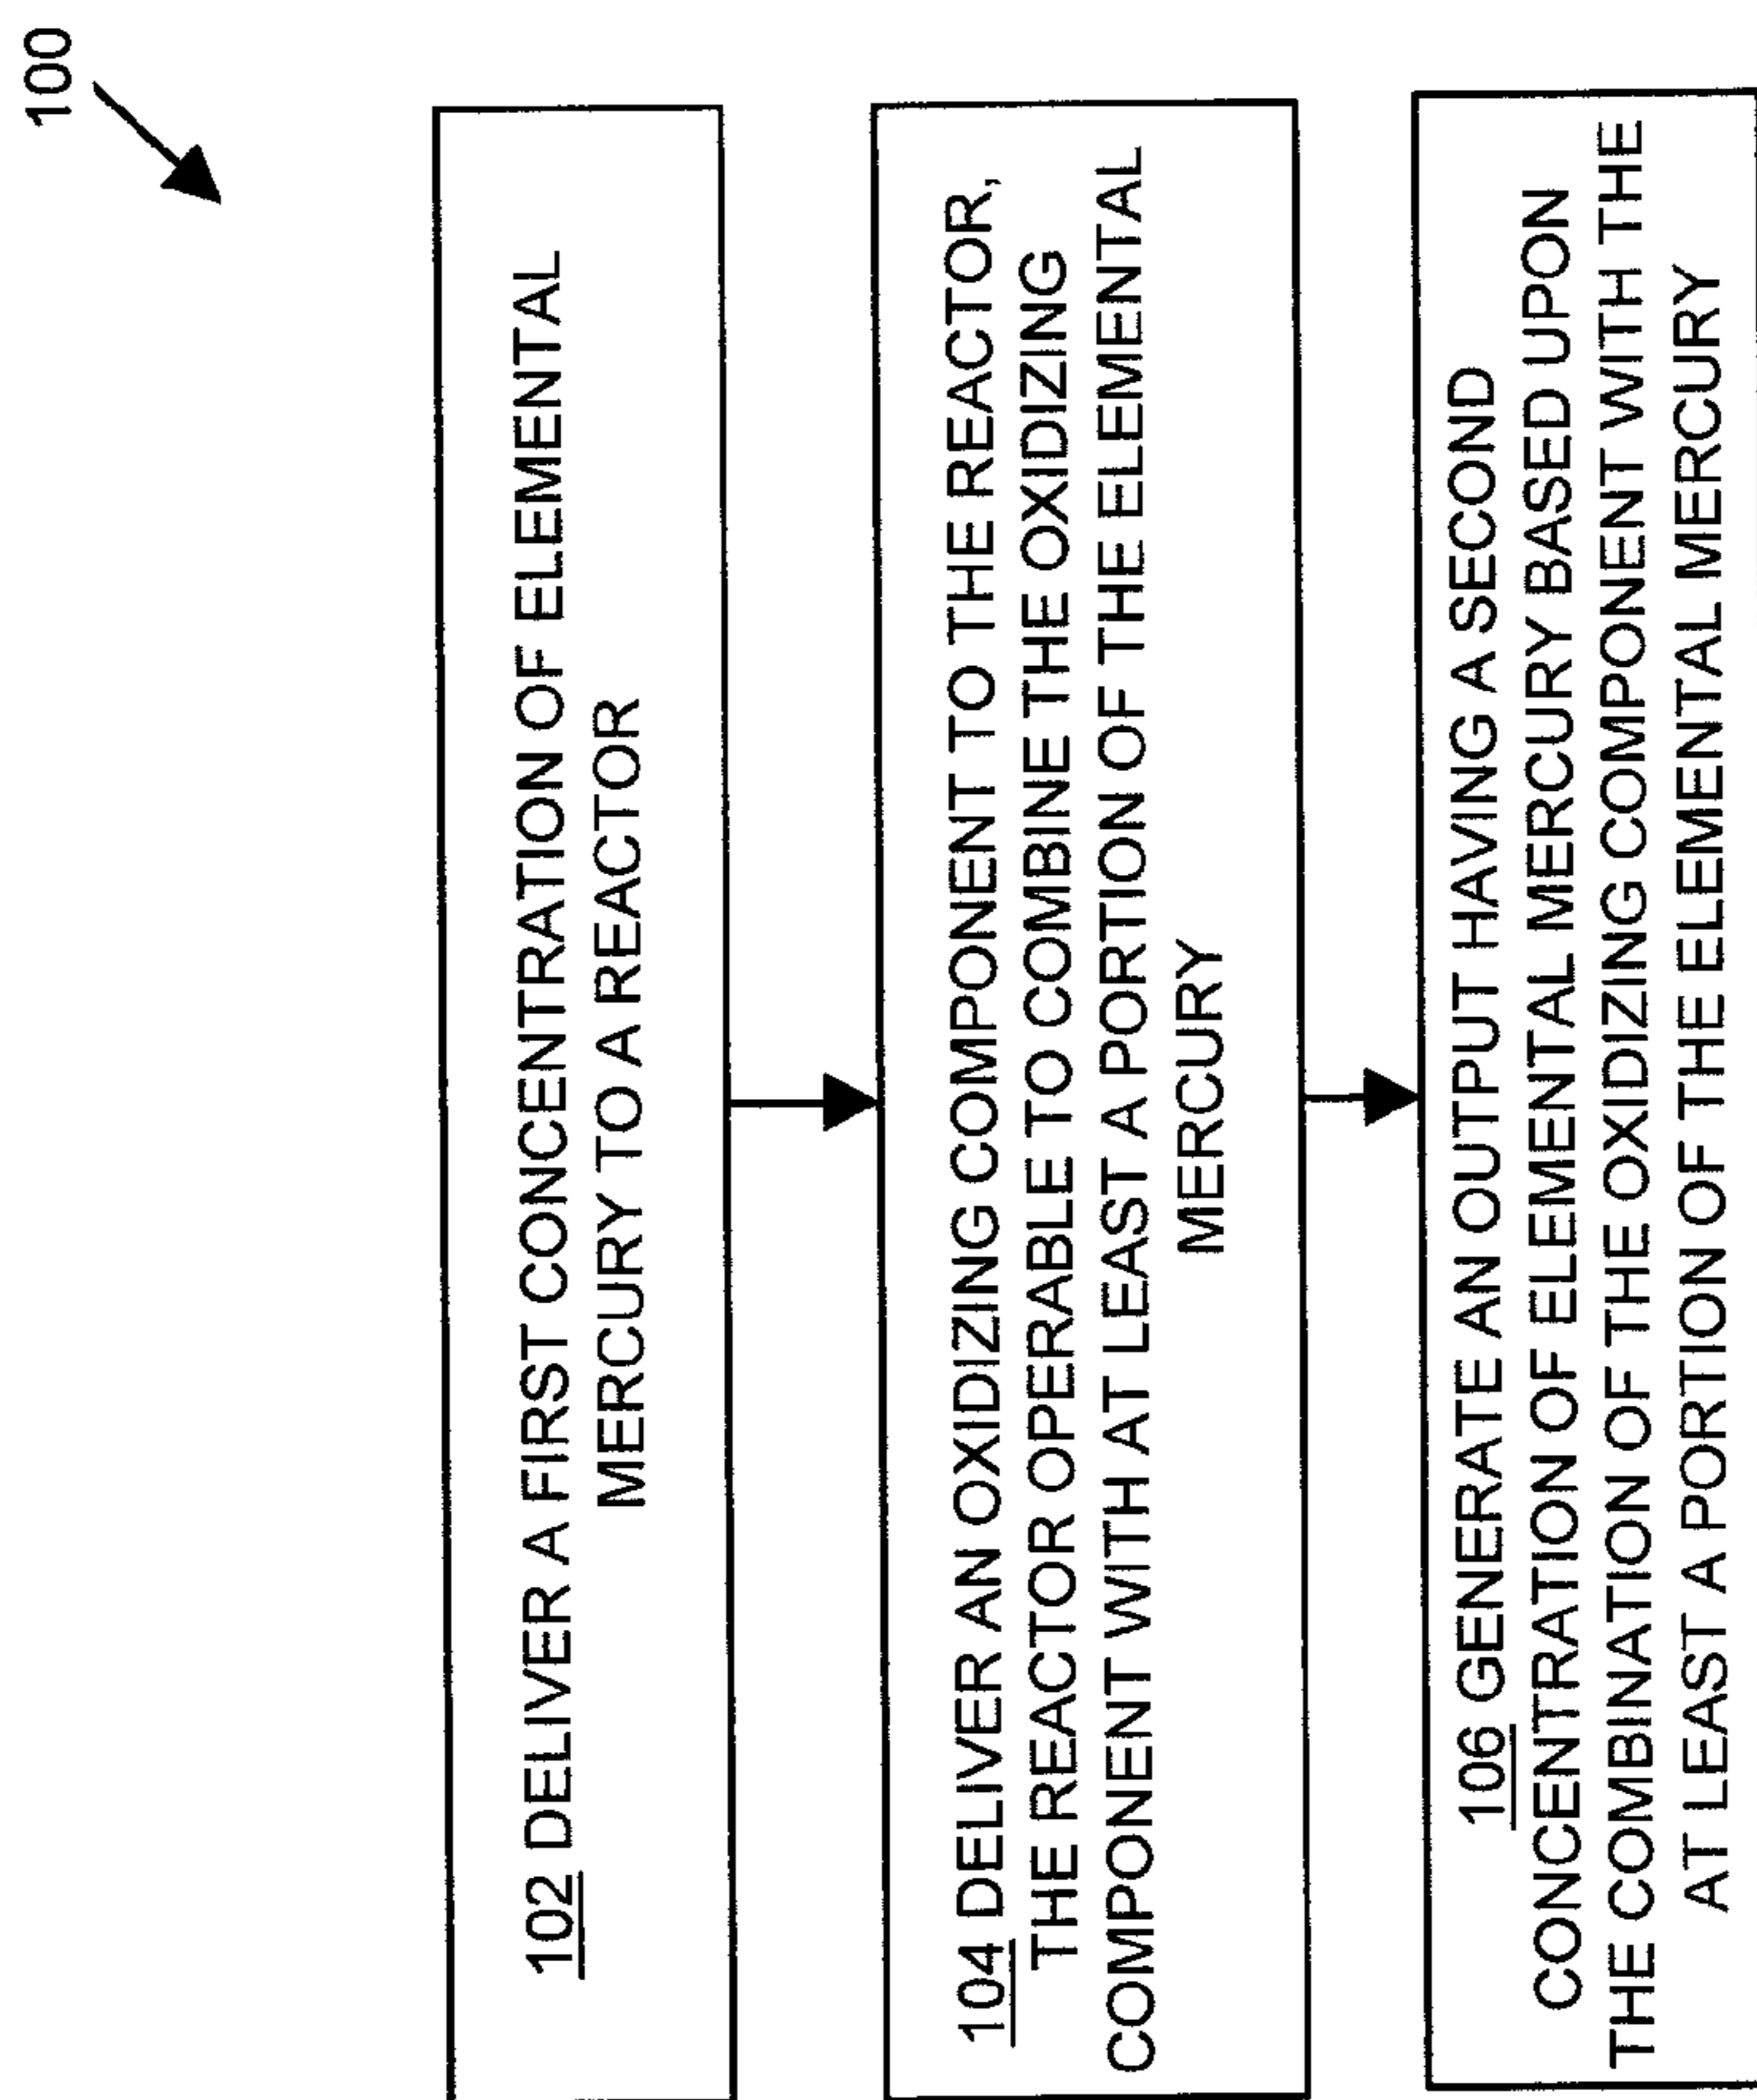 100
102 DELIVER A FIRST CONCENTRATION OF ELEMENTAL
MERCURY TO A REACTOR
104 DELIVER AN OXIDIZING COMPONENT TO THE REACTOR,
THE REACTOR OPERABLE TO COMBINE THE OXIDIZING
COMPONENT WITH AT LEAST A PORTION OF THE ELEMENTAL
MERCURY
106 GENERATE AN OUTPUT HAVING A SECOND
CONCENTRATION OF ELEMENTAL MERCURY BASED UPON
THE COMBINATION OF THE OXIDIZING COMPONENT WITH THE
AT LEAST A PORTION OF THE ELEMENTAL MERCURY